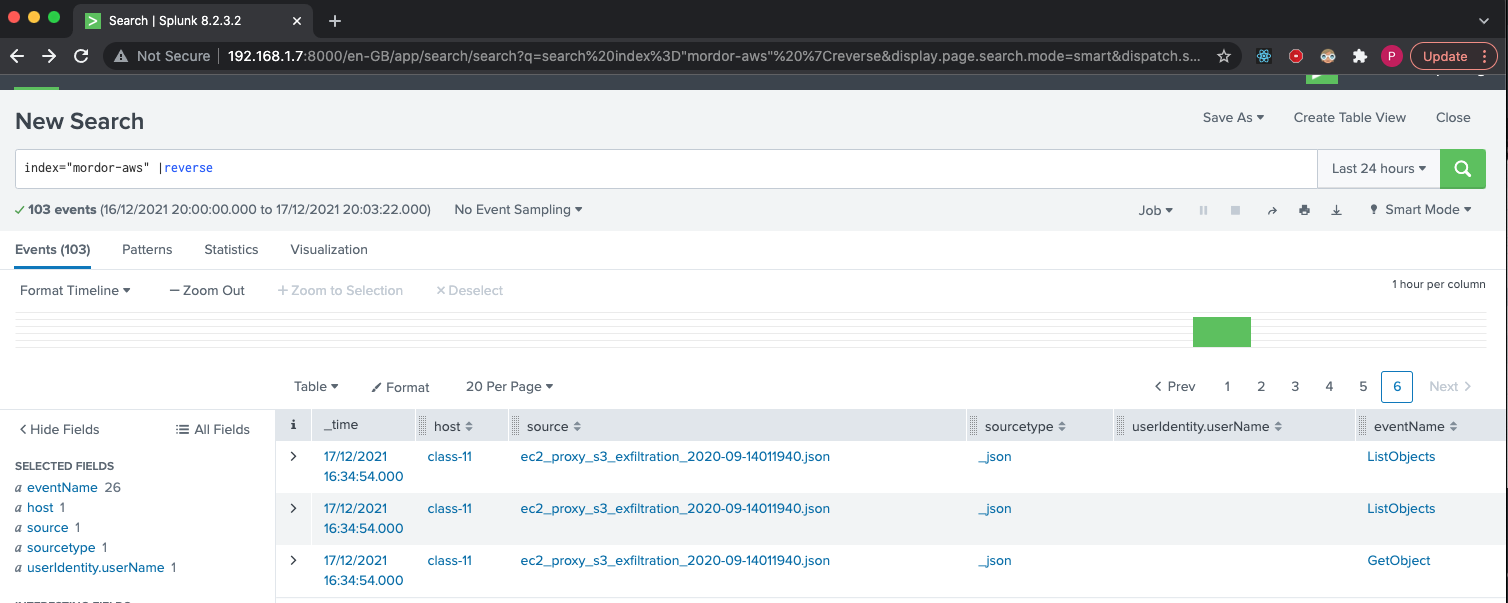 Search | Splunk 8.2.3.2
Not Secure 192.168.1.7:8000/en-GB/app/search/search?q=search%20index%3D"mordor-aws"%20%7Creverse&display.page.search.mode=smart&dispatch.s... P Update
New Search Save As Create Table View Close
index="mordor-aws" |reverse Last 24 hours
103 events (16/12/2021 20:00:00.000 to 17/12/2021 20:03:22.000) No Event Sampling Job Smart Mode
Events (103) Patterns Statistics Visualization
Format Timeline — Zoom Out + Zoom to Selection × Deselect 1 hour per column
Table Format 20 Per Page < Prev 1 2 3 4 5 6 Next >
< Hide Fields All Fields i _time host source sourcetype userIdentity.userName eventName
SELECTED FIELDS
a eventName 26
a host 1
a source 1
a sourcetype 1
a userIdentity.userName 1
> 17/12/2021 class-11 ec2_proxy_s3_exfiltration_2020-09-14011940.json _json ListObjects
16:34:54.000
> 17/12/2021 class-11 ec2_proxy_s3_exfiltration_2020-09-14011940.json _json ListObjects
16:34:54.000
> 17/12/2021 class-11 ec2_proxy_s3_exfiltration_2020-09-14011940.json _json GetObject
16:34:54.000